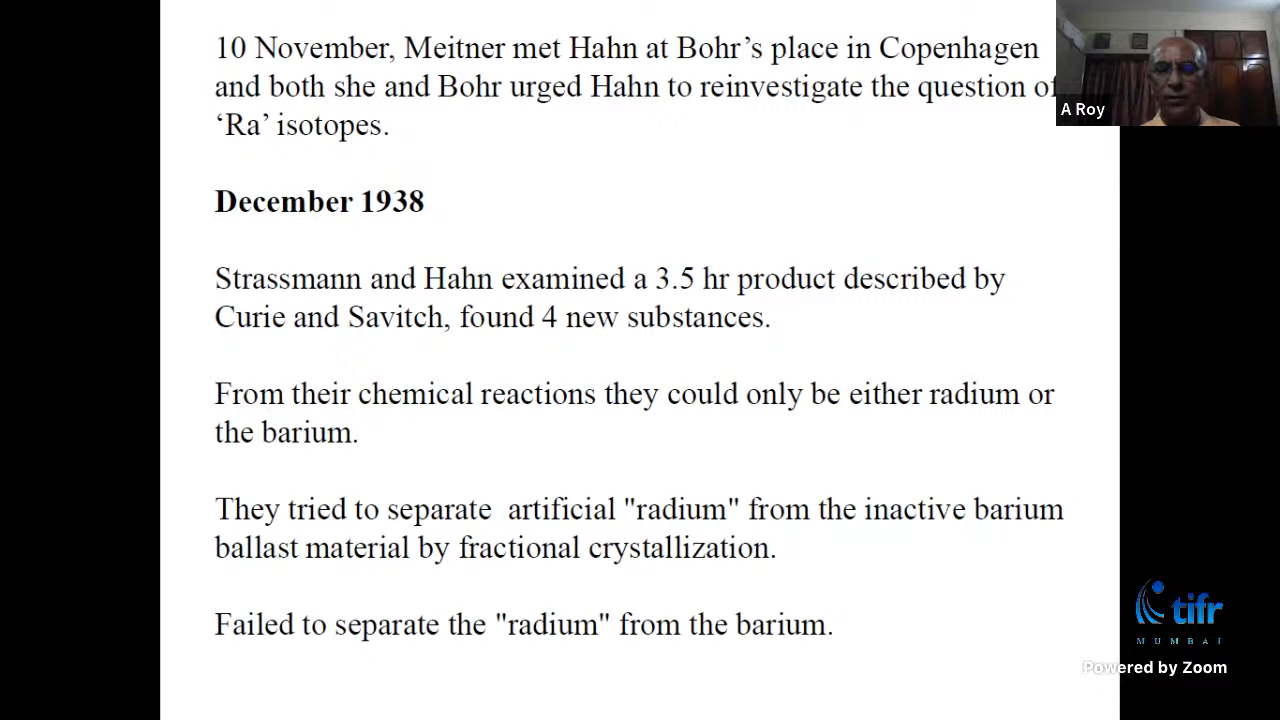 10 November, Meitner met Hahn at Bohr’s place in Copenhagen
and both she and Bohr urged Hahn to reinvestigate the question of
‘Ra’ isotopes.
A Roy
December 1938
Strassmann and Hahn examined a 3.5 hr product described by
Curie and Savitch, found 4 new substances.
From their chemical reactions they could only be either radium or
the barium.
They tried to separate  artificial "radium" from the inactive barium
ballast material by fractional crystallization.
Failed to separate the "radium" from the barium.
tifr
MUMBAI
Powered by Zoom